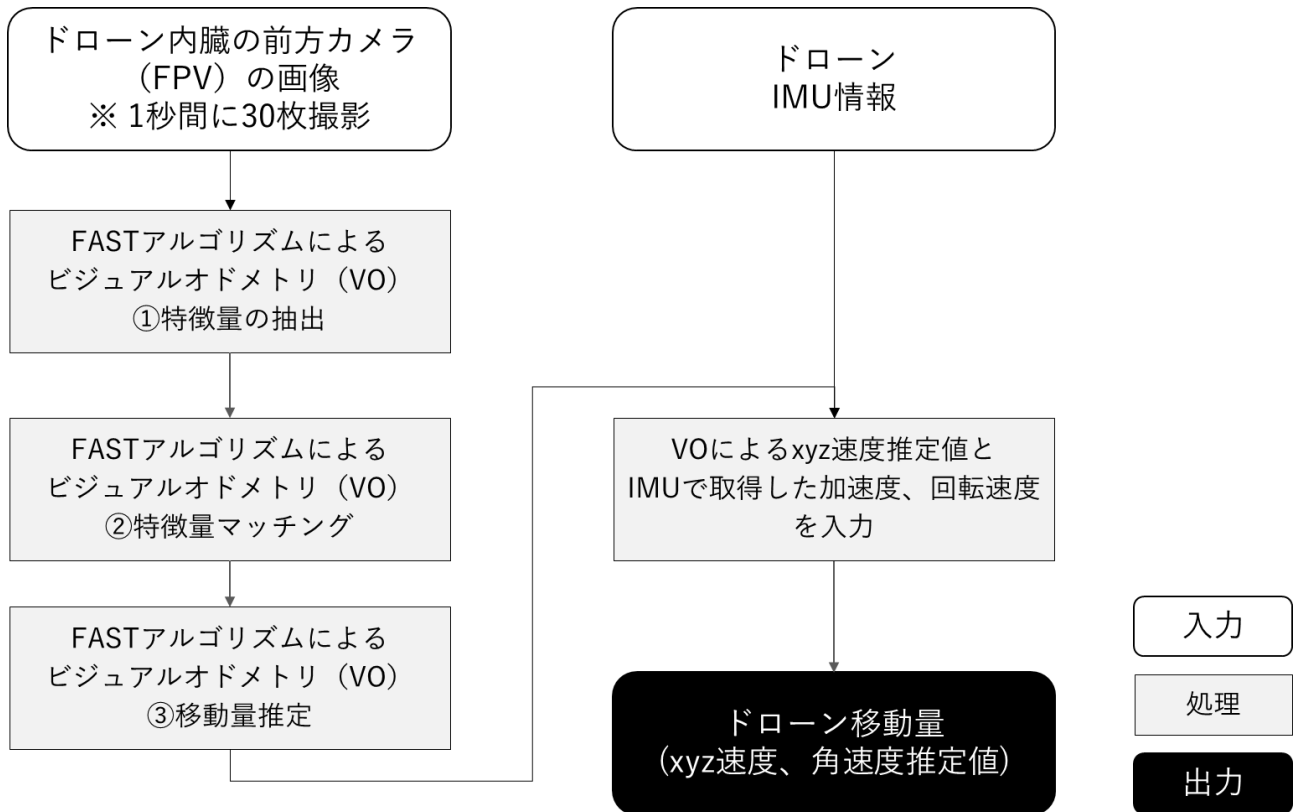 ドローン内臓の前方カメラ
（FPV）の画像
※ 1秒間に30枚撮影
FASTアルゴリズムによる
ビジュアルオドメトリ（VO）
①特徴量の抽出
FASTアルゴリズムによる
ビジュアルオドメトリ（VO）
②特徴量マッチング
FASTアルゴリズムによる
ビジュアルオドメトリ（VO）
③移動量推定
ドローン
IMU情報
VOによるxyz速度推定値と
IMUで取得した加速度、回転速度
を入力
ドローン移動量
（xyz速度、角速度推定値）
入力
処理
出力